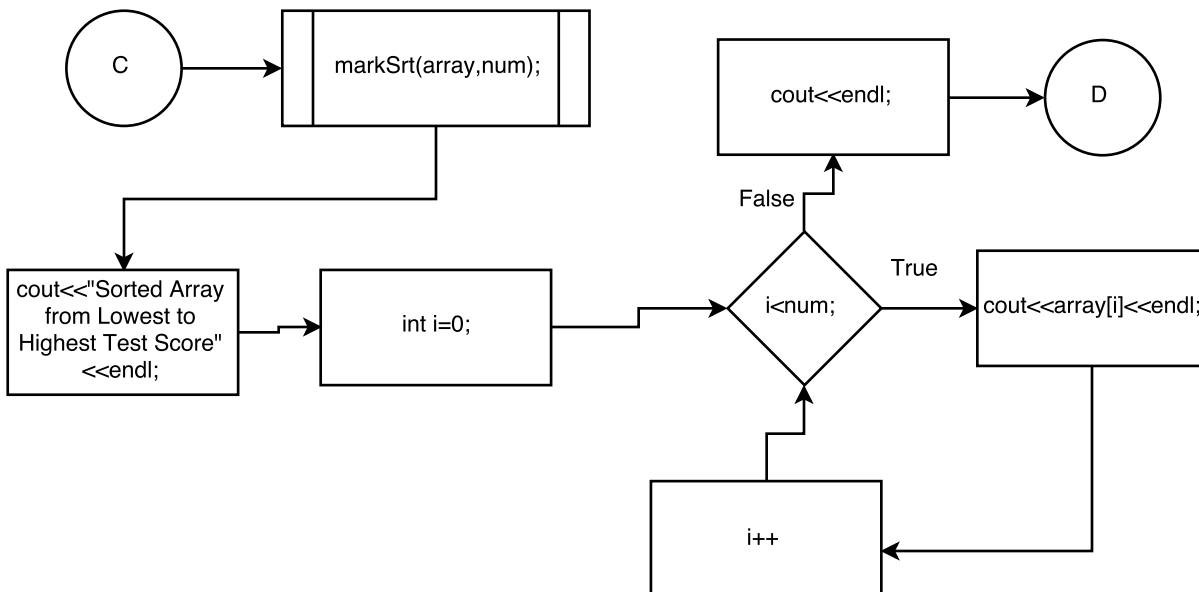 C
markSrt(array,num);
cout<<endl;
D
False
True
cout<<"Sorted Array
from Lowest to
Highest Test Score"
<<endl;
int i=0;
i<num;
cout<<array[i]<<endl;
i++